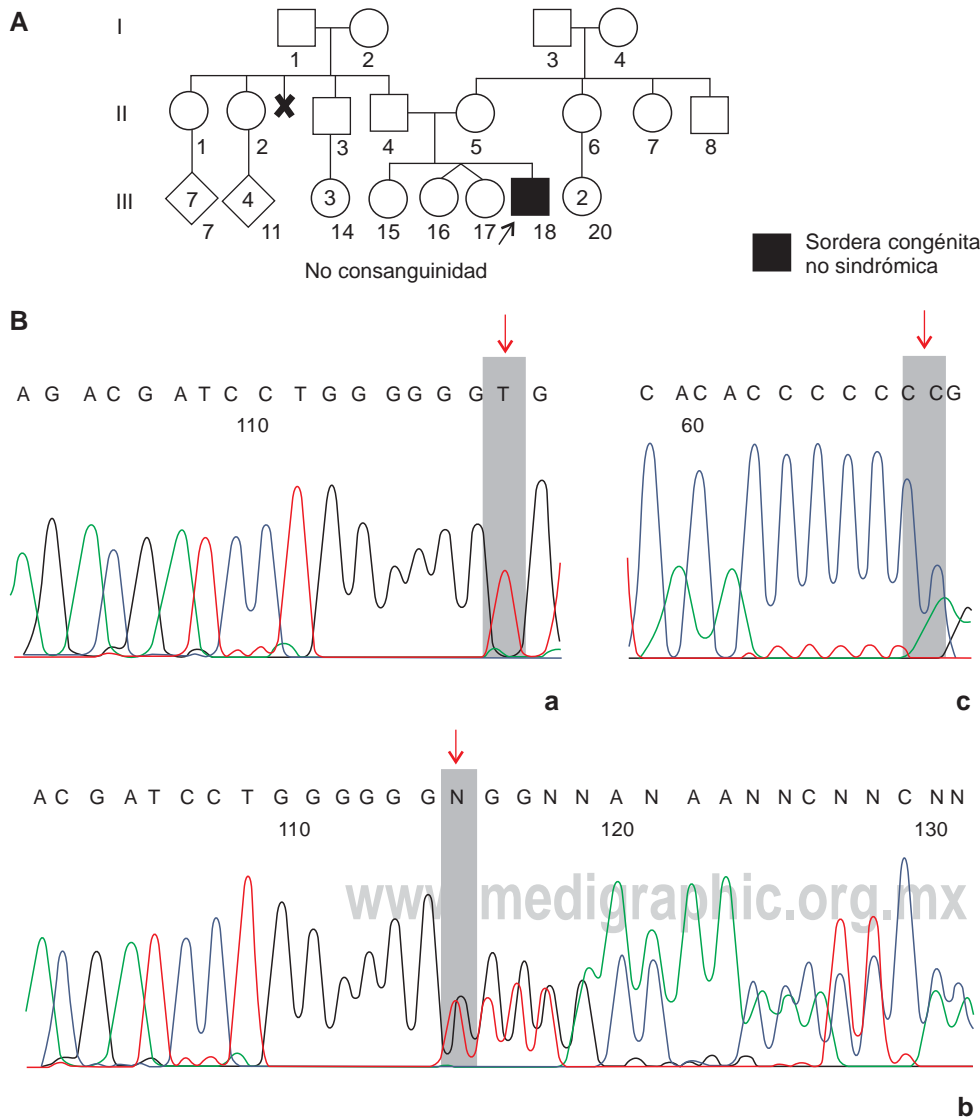 A
I
1 2 3 4
II
1 2 3 4 5 6 7 8
III
7 4 3 2
7 11 14 15 16 17 18 20
No consanguinidad
Sordera congénita
no sindrómica
B
A G A C G A T C C T G G G G G G T G
110
a
C A C A C C C C C C C G
60
c
A C G A T C C T G G G G G G N G G N N A N A A N N C N N C N N
110 120 130
www.medigraphic.org.mx
b